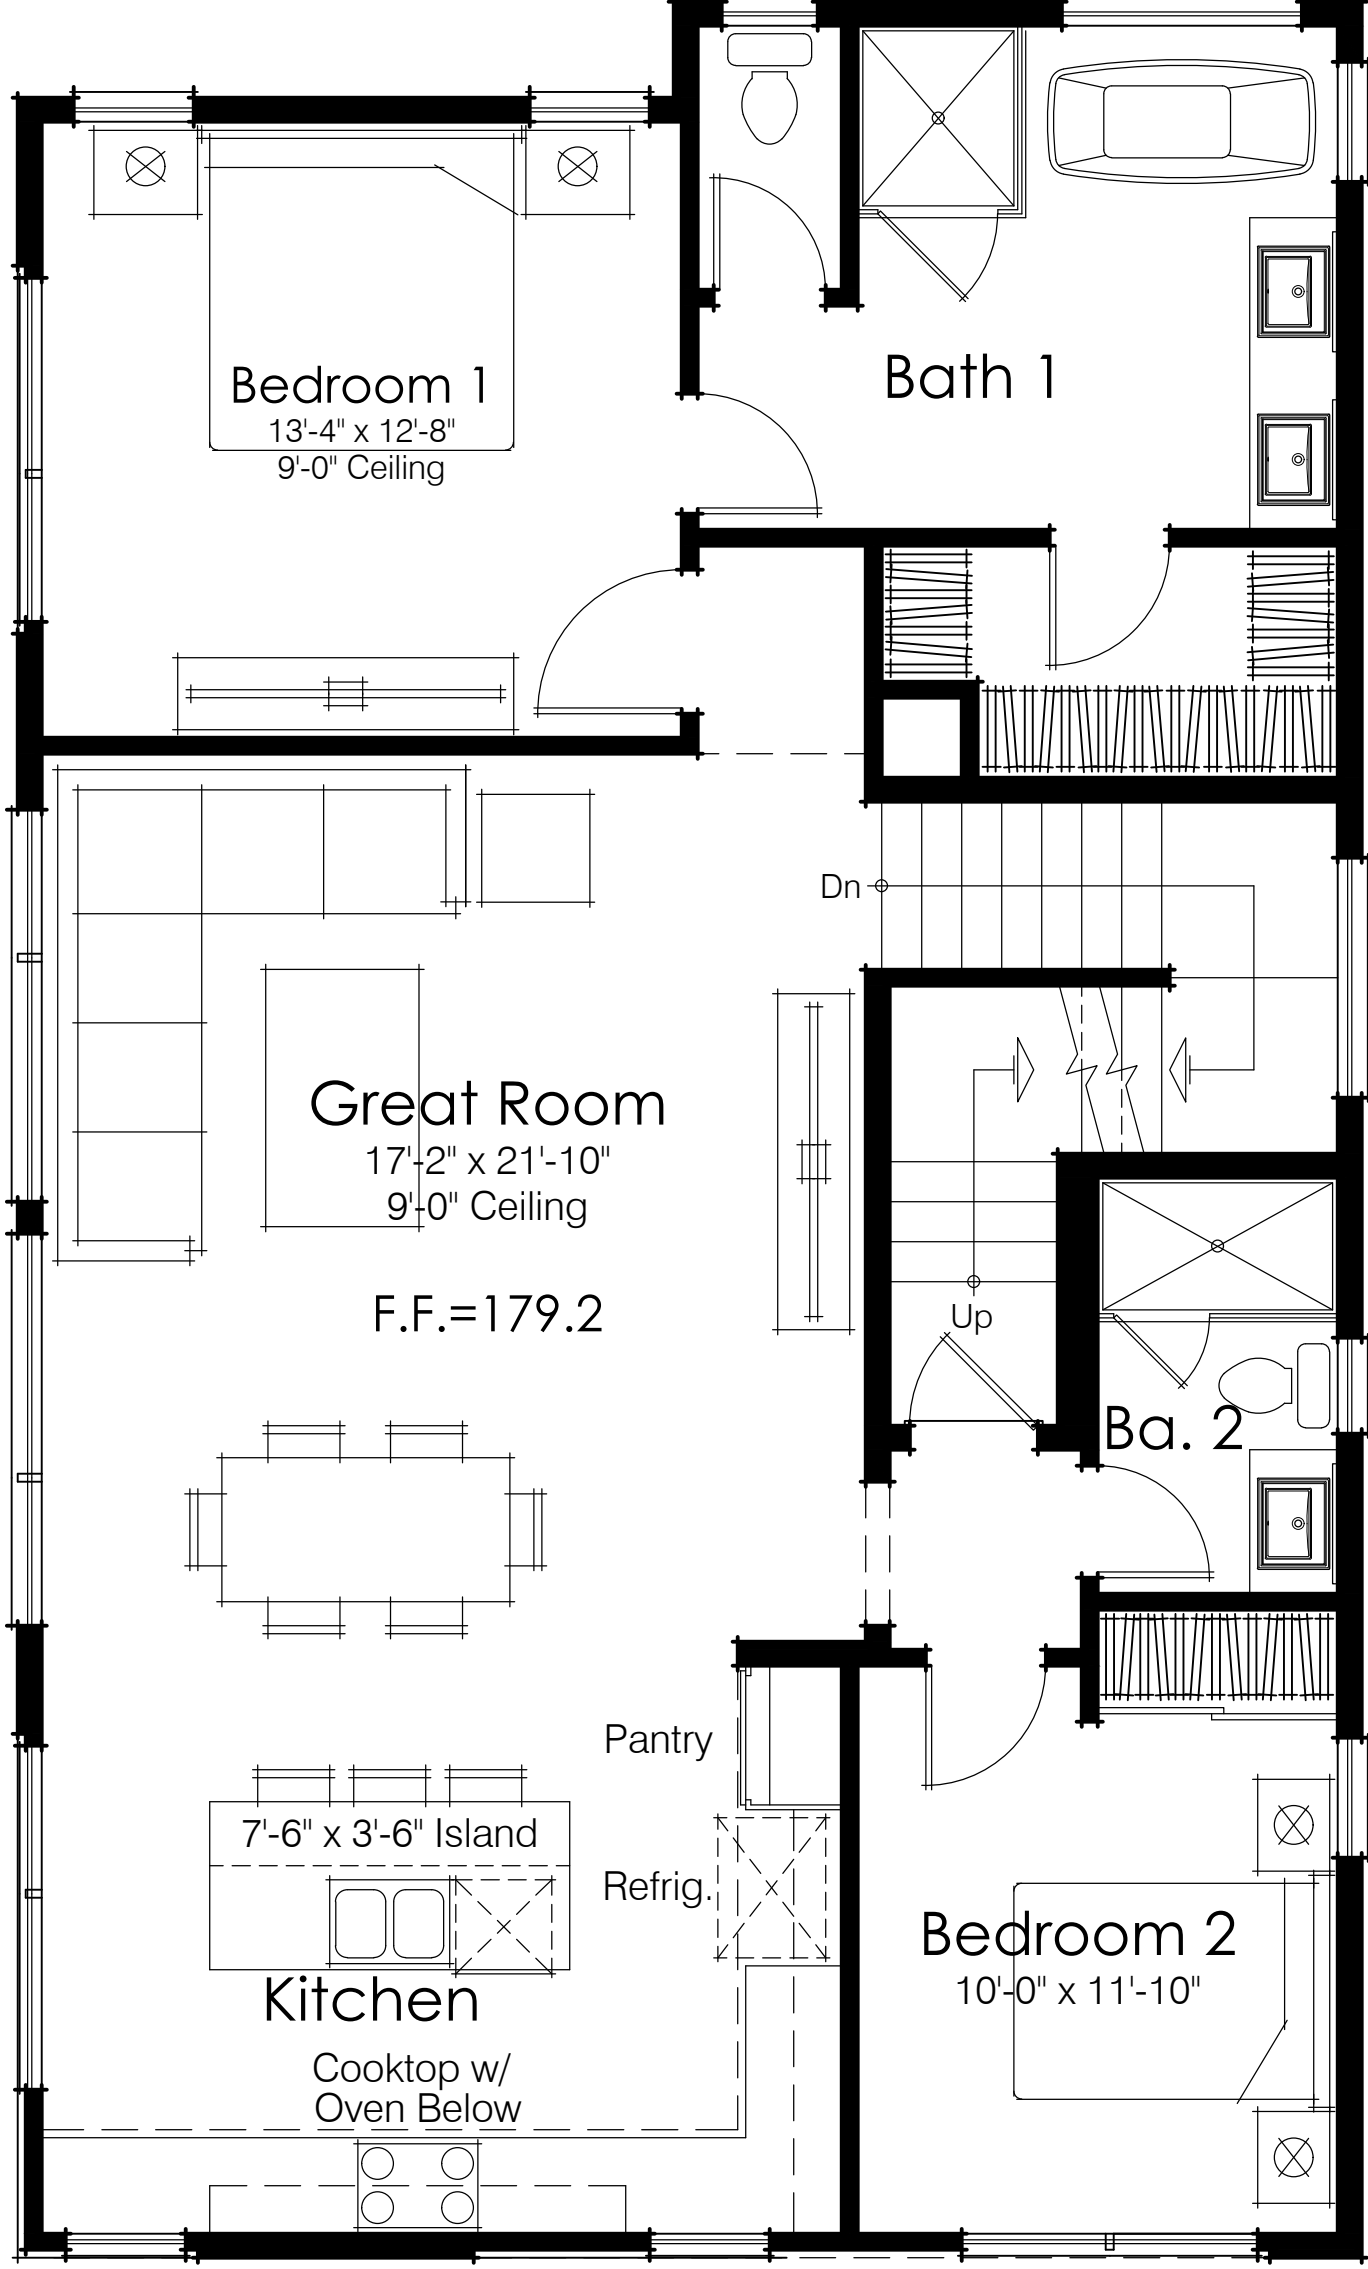 Bedroom 1
13'-4" x 12'-8"
9'-0" Ceiling
Bath 1
Dn
Great Room
17'-2" x 21'-10"
9'-0" Ceiling
F.F.=179.2
Up
Ba. 2
Pantry
7'-6" x 3'-6" Island
Refrig.
Kitchen
Cooktop w/
Oven Below
Bedroom 2
10'-0" x 11'-10"